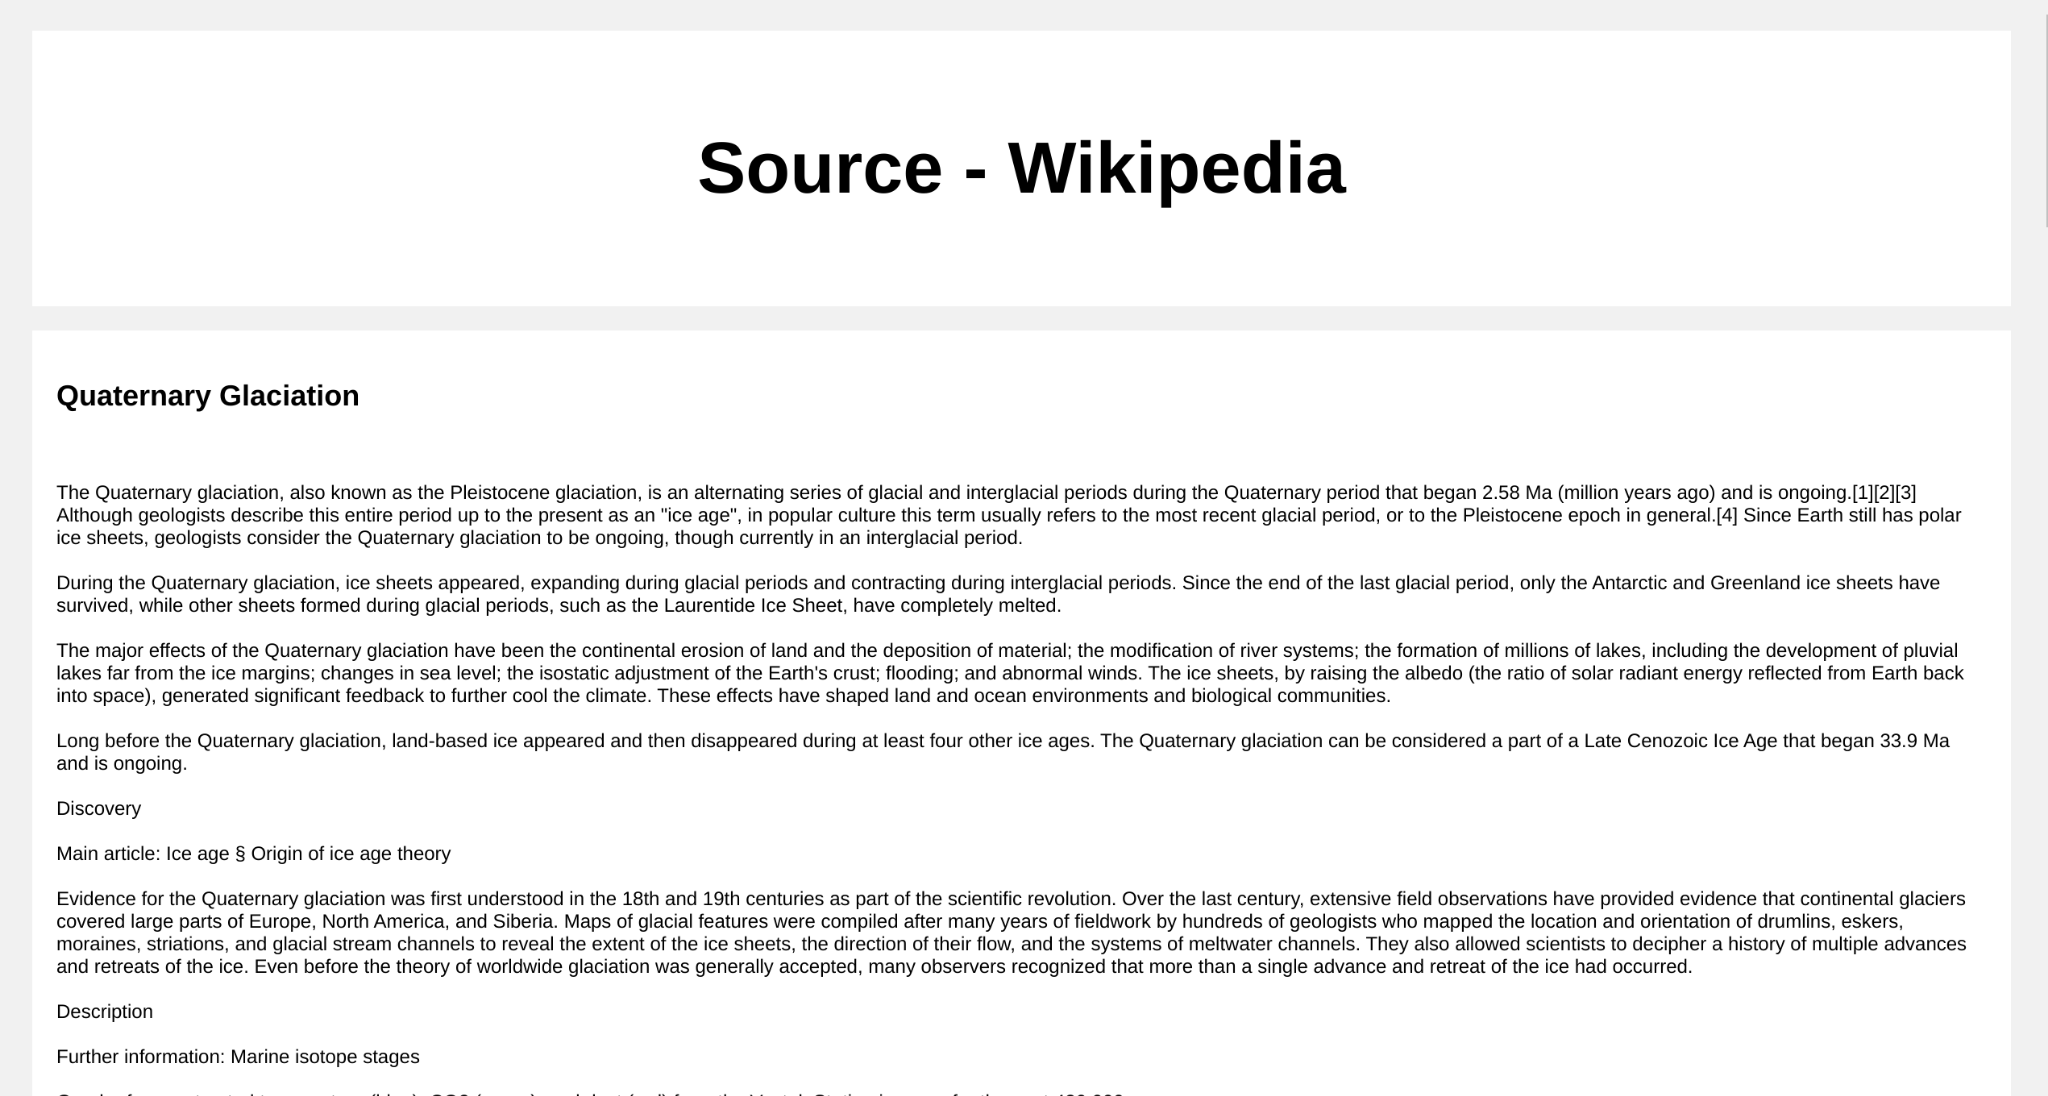 Source - Wikipedia
Quaternary Glaciation
The Quaternary glaciation, also known as the Pleistocene glaciation, is an alternating series of glacial and interglacial periods during the Quaternary period that began 2.58 Ma (million years ago) and is ongoing.[1][2][3]
Although geologists describe this entire period up to the present as an "ice age", in popular culture this term usually refers to the most recent glacial period, or to the Pleistocene epoch in general.[4] Since Earth still has polar
ice sheets, geologists consider the Quaternary glaciation to be ongoing, though currently in an interglacial period.
During the Quaternary glaciation, ice sheets appeared, expanding during glacial periods and contracting during interglacial periods. Since the end of the last glacial period, only the Antarctic and Greenland ice sheets have
survived, while other sheets formed during glacial periods, such as the Laurentide Ice Sheet, have completely melted.
The major effects of the Quaternary glaciation have been the continental erosion of land and the deposition of material; the modification of river systems; the formation of millions of lakes, including the development of pluvial
lakes far from the ice margins; changes in sea level; the isostatic adjustment of the Earth's crust; flooding; and abnormal winds. The ice sheets, by raising the albedo (the ratio of solar radiant energy reflected from Earth back
into space), generated significant feedback to further cool the climate. These effects have shaped land and ocean environments and biological communities.
Long before the Quaternary glaciation, land-based ice appeared and then disappeared during at least four other ice ages. The Quaternary glaciation can be considered a part of a Late Cenozoic Ice Age that began 33.9 Ma
and is ongoing.
Discovery
Main article: Ice age § Origin of ice age theory
Evidence for the Quaternary glaciation was first understood in the 18th and 19th centuries as part of the scientific revolution. Over the last century, extensive field observations have provided evidence that continental glaciers
covered large parts of Europe, North America, and Siberia. Maps of glacial features were compiled after many years of fieldwork by hundreds of geologists who mapped the location and orientation of drumlins, eskers,
moraines, striations, and glacial stream channels to reveal the extent of the ice sheets, the direction of their flow, and the systems of meltwater channels. They also allowed scientists to decipher a history of multiple advances
and retreats of the ice. Even before the theory of worldwide glaciation was generally accepted, many observers recognized that more than a single advance and retreat of the ice had occurred.
Description
Further information: Marine isotope stages